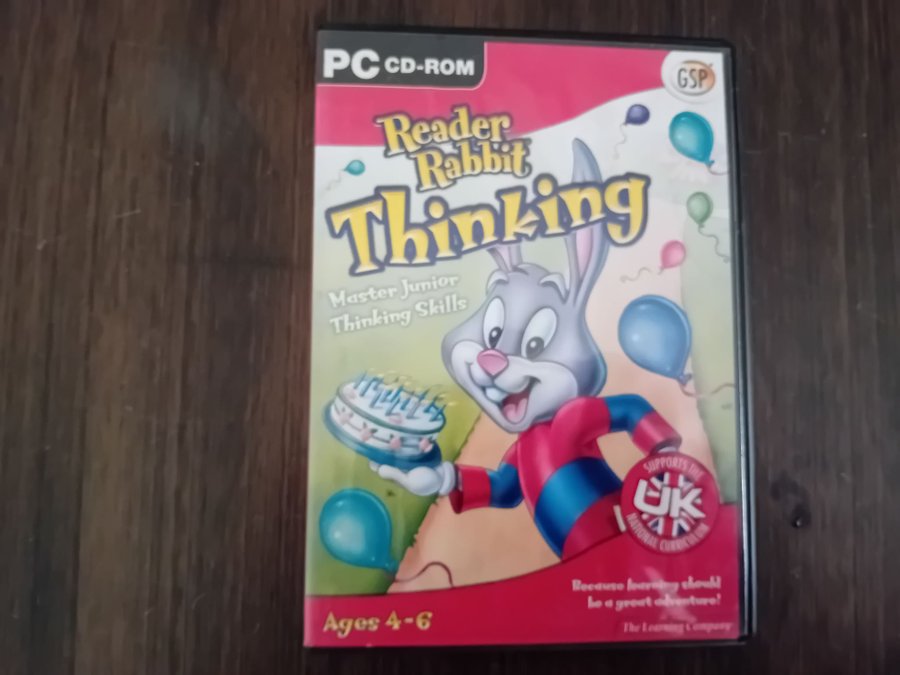 PC CD-ROM
GSP
Reader
Rabbit
Thinking
Master Junior
Thinking Skills
SUPPORTS THE
UK
NATIONAL CURRICULUM
Because learning should
be a great adventure!
Ages 4-6
The Learning Company